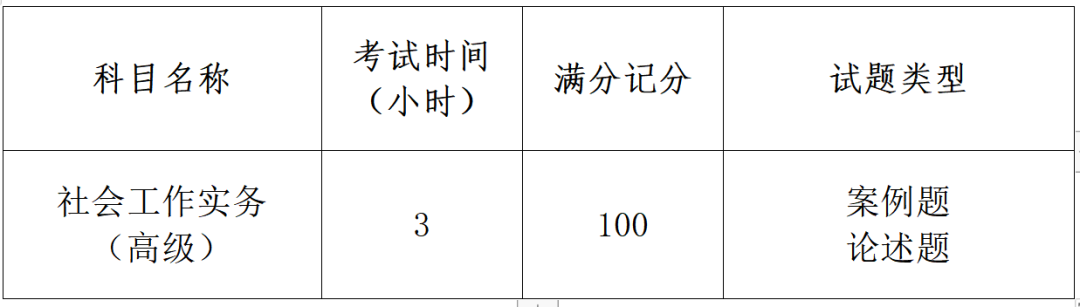 科目名称
考试时间
（小时）
满分记分
试题类型
社会工作实务
（高级）
3
100
案例题
论述题